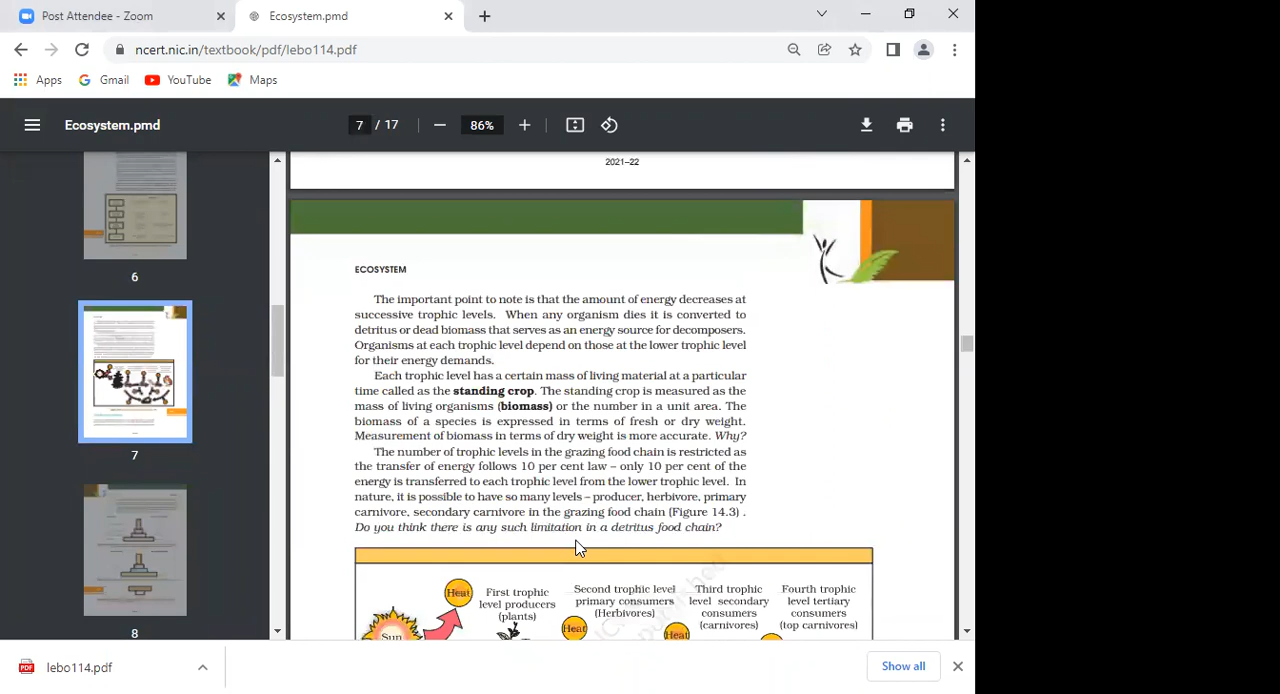 Post Attendee - Zoom
Ecosystem.pmd
ncert.nic.in/textbook/pdf/lebo114.pdf
Apps
Gmail
YouTube
Maps
Ecosystem.pmd
7 / 17
86%
6
7
8
2021–22
ECOSYSTEM
The important point to note is that the amount of energy decreases at
successive trophic levels. When any organism dies it is converted to
detritus or dead biomass that serves as an energy source for decomposers.
Organisms at each trophic level depend on those at the lower trophic level
for their energy demands.
Each trophic level has a certain mass of living material at a particular
time called as the standing crop. The standing crop is measured as the
mass of living organisms (biomass) or the number in a unit area. The
biomass of a species is expressed in terms of fresh or dry weight.
Measurement of biomass in terms of dry weight is more accurate. Why?
The number of trophic levels in the grazing food chain is restricted as
the transfer of energy follows 10 per cent law – only 10 per cent of the
energy is transferred to each trophic level from the lower trophic level. In
nature, it is possible to have so many levels – producer, herbivore, primary
carnivore, secondary carnivore in the grazing food chain (Figure 14.3) .
Do you think there is any such limitation in a detritus food chain?
Heat
First trophic
level producers
(plants)
Second trophic level
primary consumers
(Herbivores)
Third trophic
level secondary
consumers
(carnivores)
Fourth trophic
level tertiary
consumers
(top carnivores)
Sun
Heat
Heat
lebo114.pdf
Show all